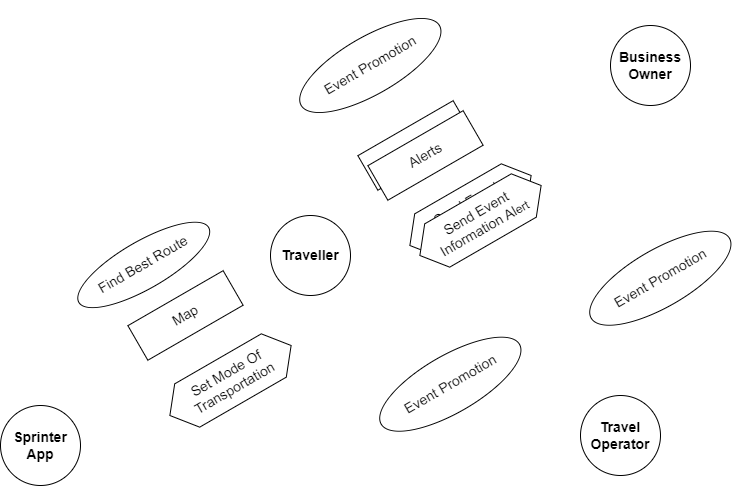 Event Promotion
Business
Owner
Alerts
Send Event
Information Alert
Find Best Route
Traveller
Event Promotion
Map
Set Mode Of
Transportation
Event Promotion
Sprinter
App
Travel
Operator